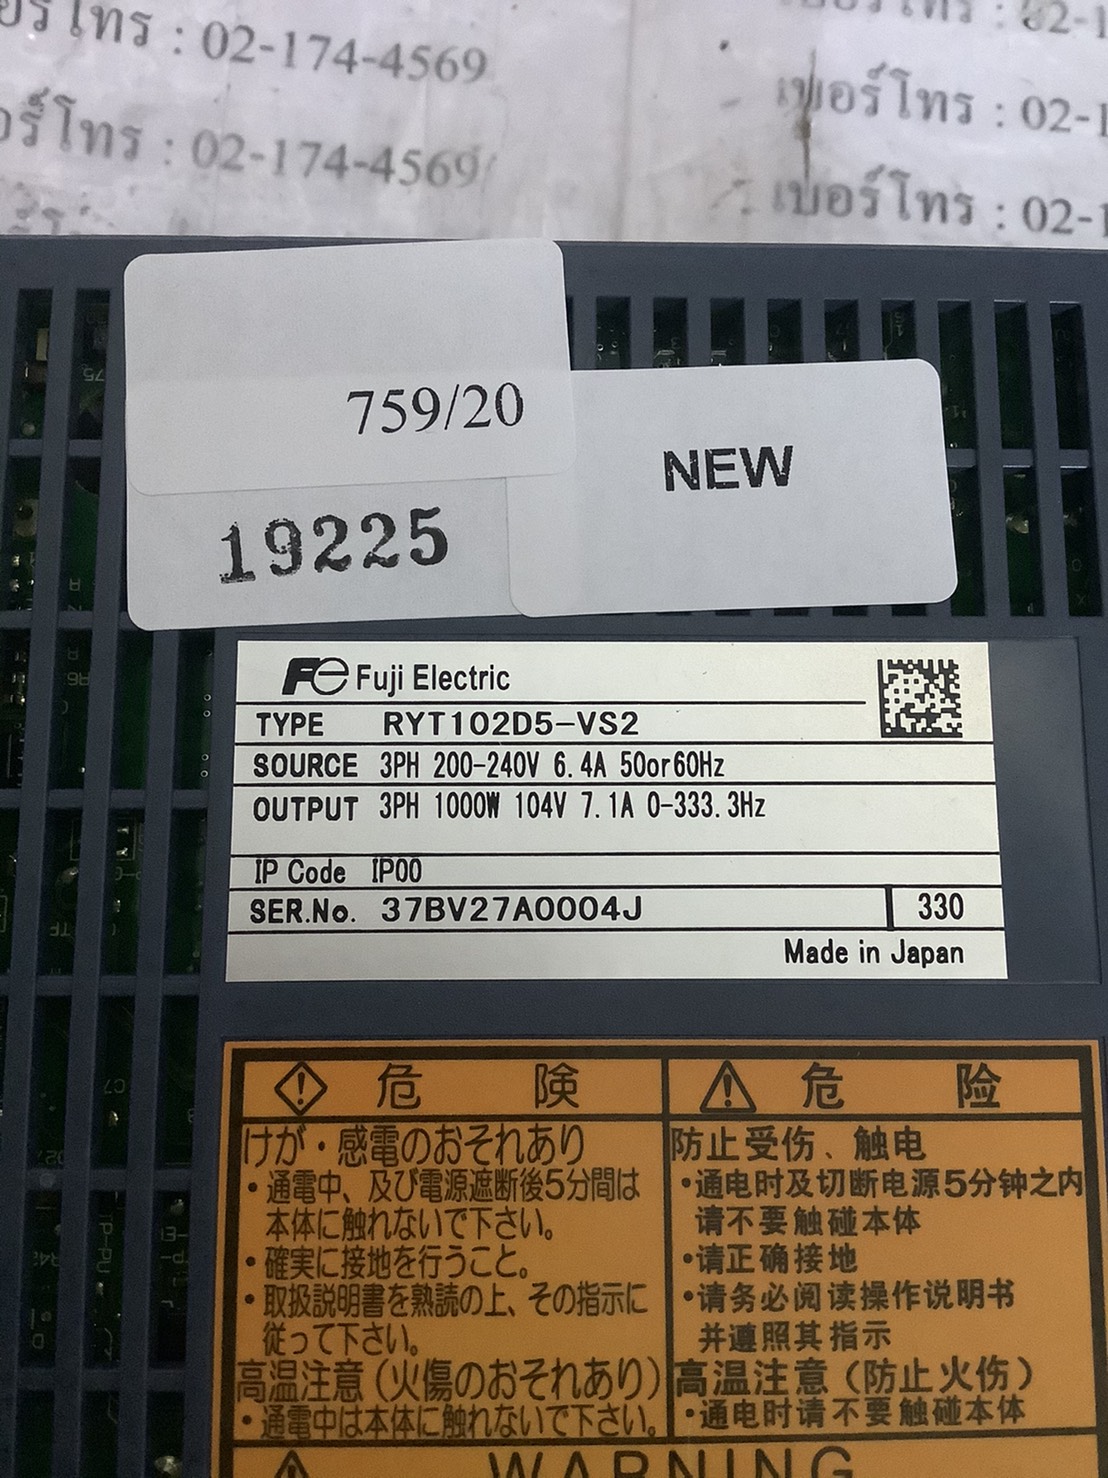 โทร : 02-174-4569
เบอร์โทร : 02-1
อร์โทร : 02-174-4569
เบอร์โทร : 02-1
759/20
NEW
19225
Fe Fuji Electric
TYPE RYT102D5-VS2
SOURCE 3PH 200-240V 6.4A 50or60Hz
OUTPUT 3PH 1000W 104V 7.1A 0-333.3Hz
IP Code IP00
SER.No. 37BV27A0004J 330
Made in Japan
危 険
けが・感電のおそれあり
・通電中、及び電源遮断後5分間は
本体に触れないで下さい。
・確実に接地を行うこと。
・取扱説明書を熟読の上、その指示に
従って下さい。
高温注意（火傷のおそれあり）
・通電中は本体に触れないで下さい。
危 险
防止受伤、触电
•通电时及切断电源5分钟之内
请不要触碰本体
•请正确接地
•请务必阅读操作说明书
并遵照其指示
高温注意（防止火伤）
•通电时请不要触碰本体
WARNING